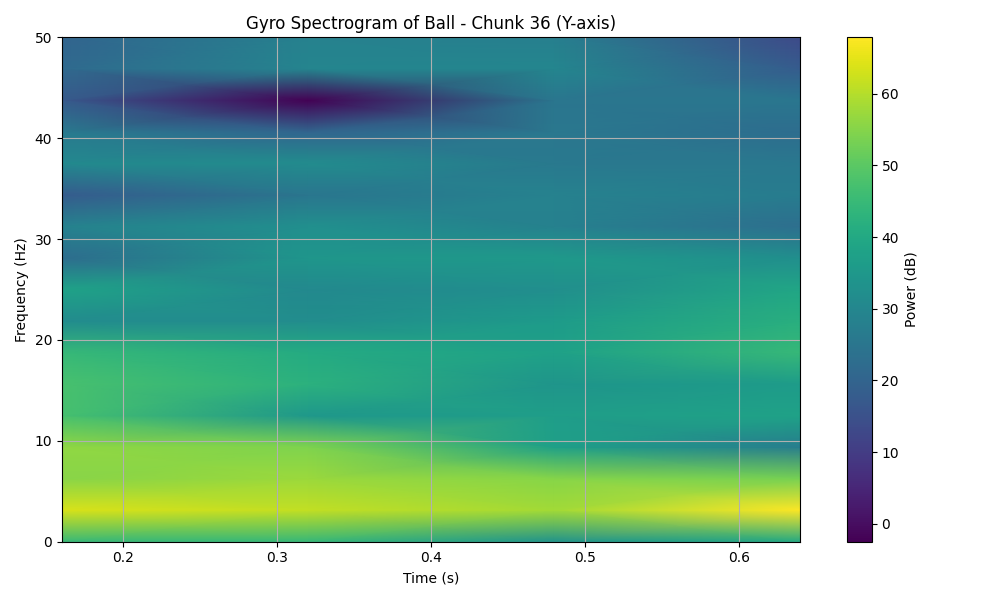 Gyro Spectrogram of Ball - Chunk 36 (Y-axis)
50
40
30
20
10
0
Frequency (Hz)
0.2 0.3 0.4 0.5 0.6
Time (s)
60
50
40
30
20
10
0
Power (dB)